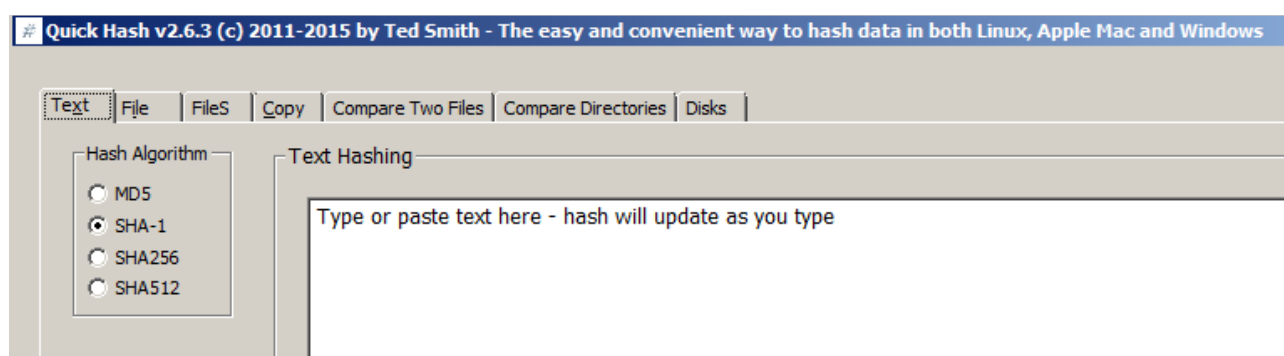 # Quick Hash v2.6.3 (c) 2011-2015 by Ted Smith - The easy and convenient way to hash data in both Linux, Apple Mac and Windows
Text File FileS Copy Compare Two Files Compare Directories Disks
Hash Algorithm
MD5
SHA-1
SHA256
SHA512
Text Hashing
Type or paste text here - hash will update as you type